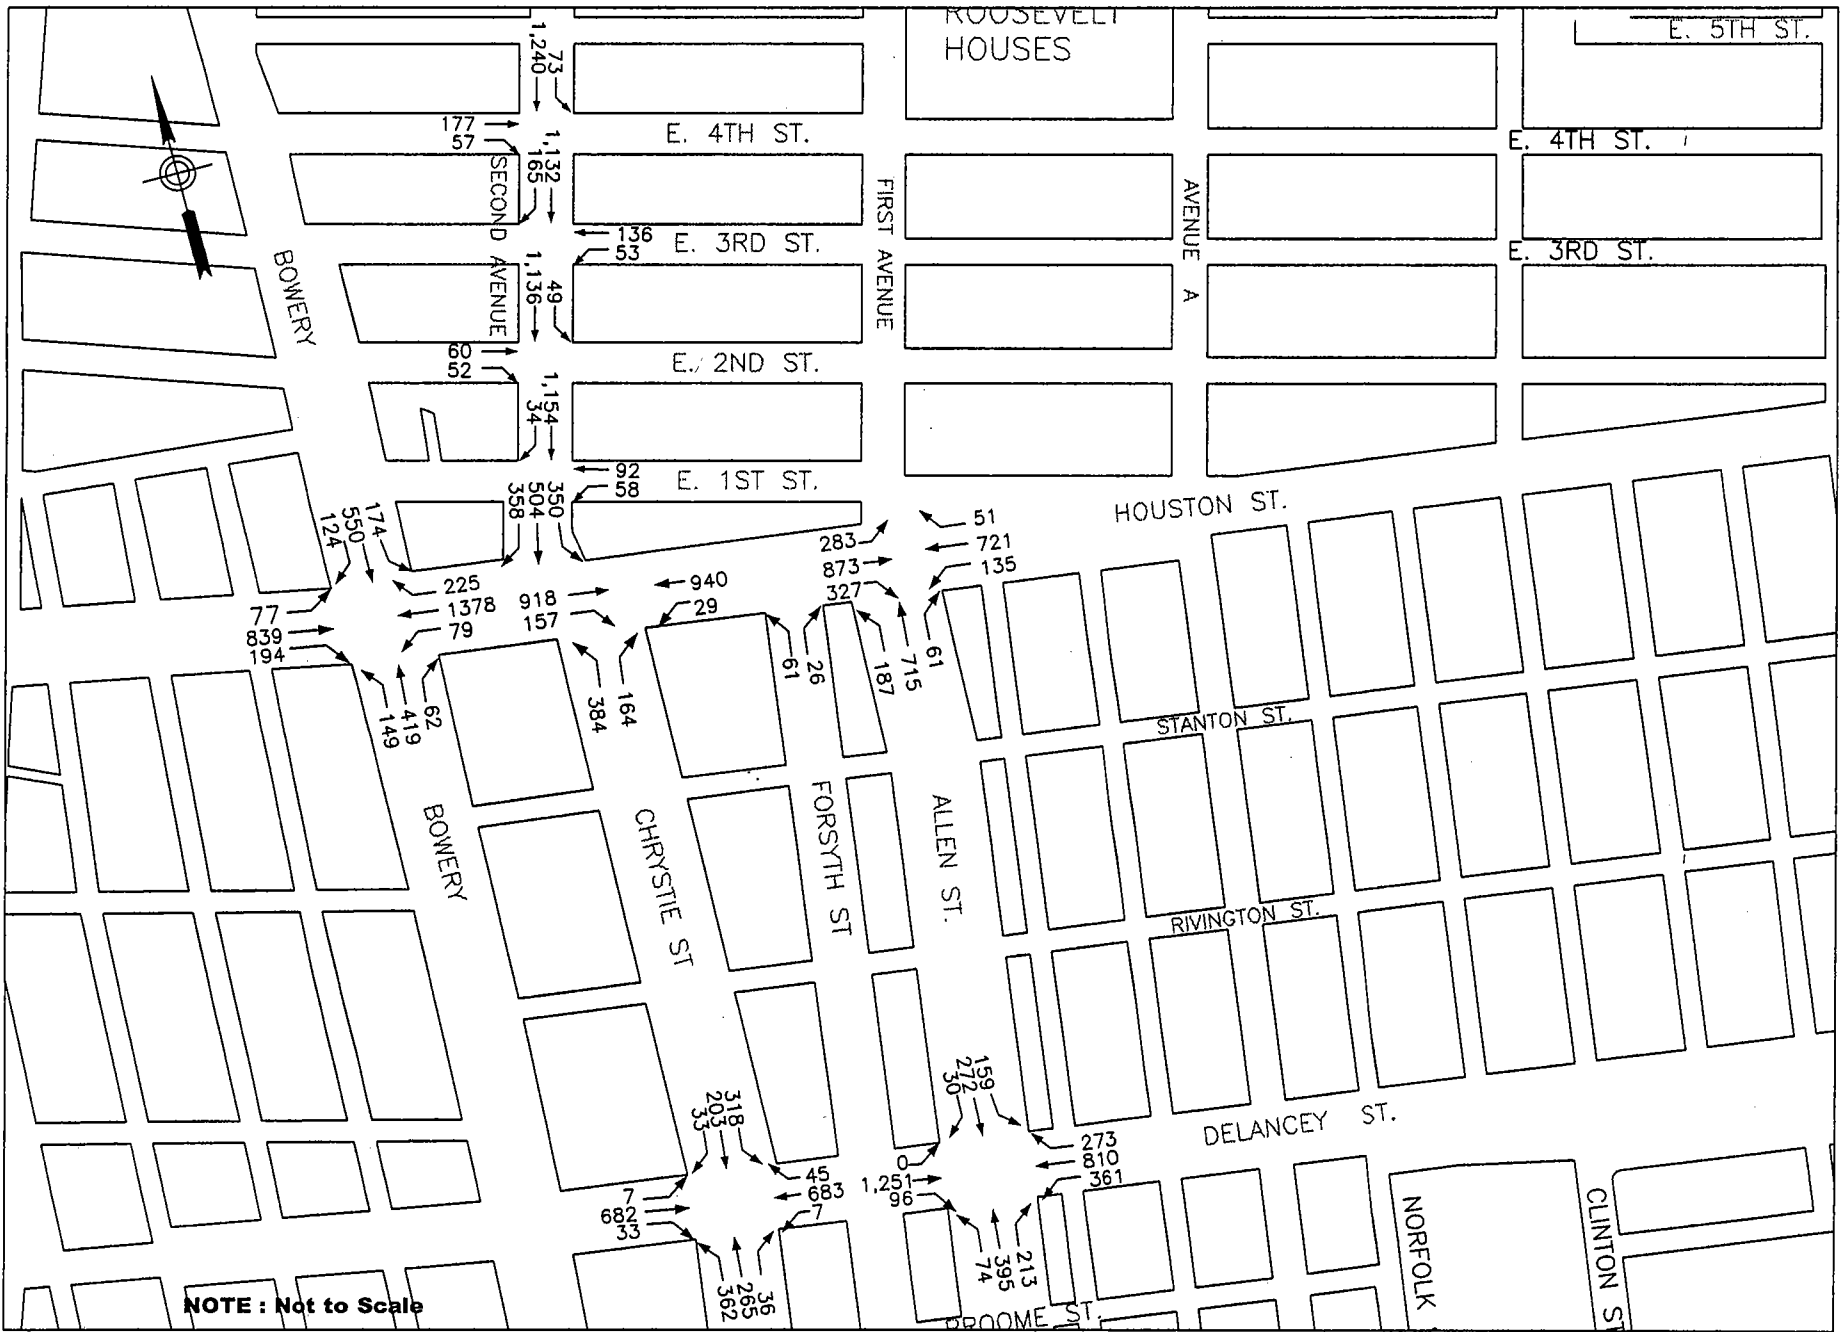 ROOSEVELT
HOUSES
E. 5TH ST.
1,240
73
177
57
E. 4TH ST.
E. 4TH ST.
1,132
165
SECOND AVENUE
FIRST AVENUE
AVENUE A
136
53
E. 3RD ST.
E. 3RD ST.
BOWERY
1,136
49
60
52
E. 2ND ST.
1,154
34
92
58
E. 1ST ST.
HOUSTON ST.
358
504
350
124
550
174
51
721
135
283
873
327
225
1378
79
918
157
940
29
77
839
194
61
26
187
715
61
149
419
62
384
164
STANTON ST.
BOWERY
CHRYSTIE ST
FORSYTH ST
ALLEN ST.
RIVINGTON ST.
30
272
159
DELANCEY ST.
33
203
318
273
810
361
0
1,251
96
45
683
7
7
682
33
74
395
213
362
265
36
NORFOLK
CLINTON ST
BROOME ST.
NOTE : Not to Scale